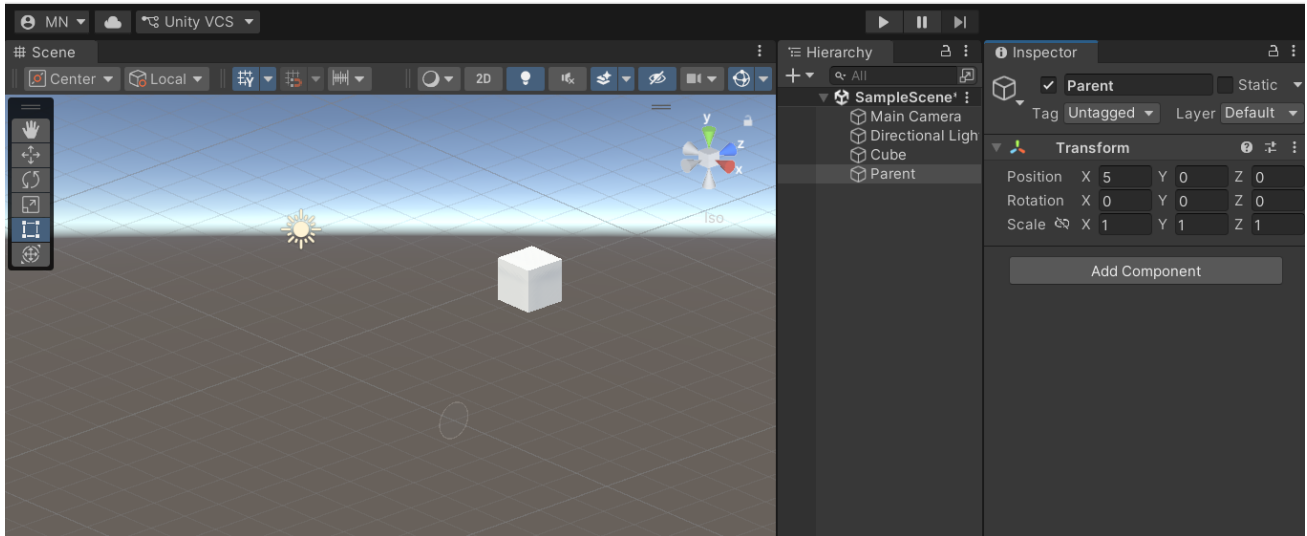 MN Unity VCS
Scene
Center Local 2D
y
z
x
Iso
Hierarchy
All
SampleScene*
Main Camera
Directional Ligh
Cube
Parent
Inspector
Parent Static
Tag Untagged Layer Default
Transform
Position X 5 Y 0 Z 0
Rotation X 0 Y 0 Z 0
Scale X 1 Y 1 Z 1
Add Component